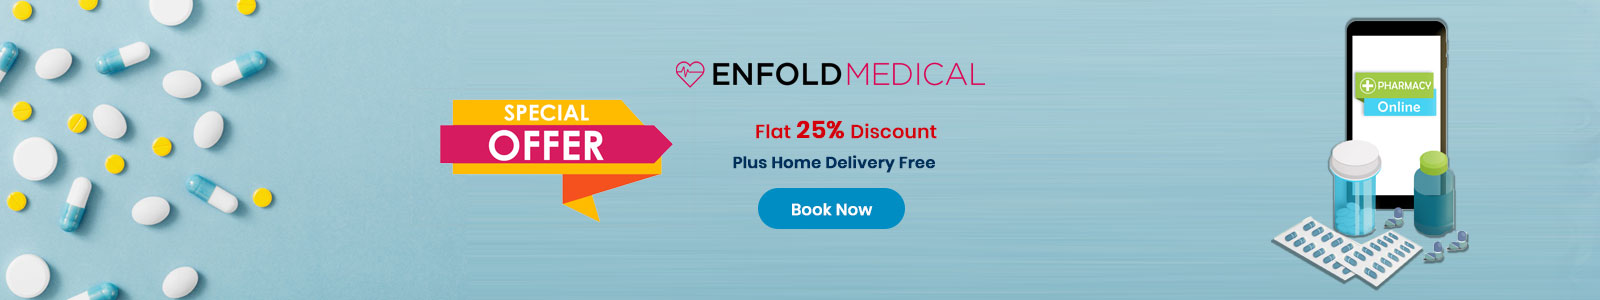 ENFOLDMEDICAL
SPECIAL
OFFER
Flat 25% Discount
Plus Home Delivery Free
Book Now
PHARMACY
Online